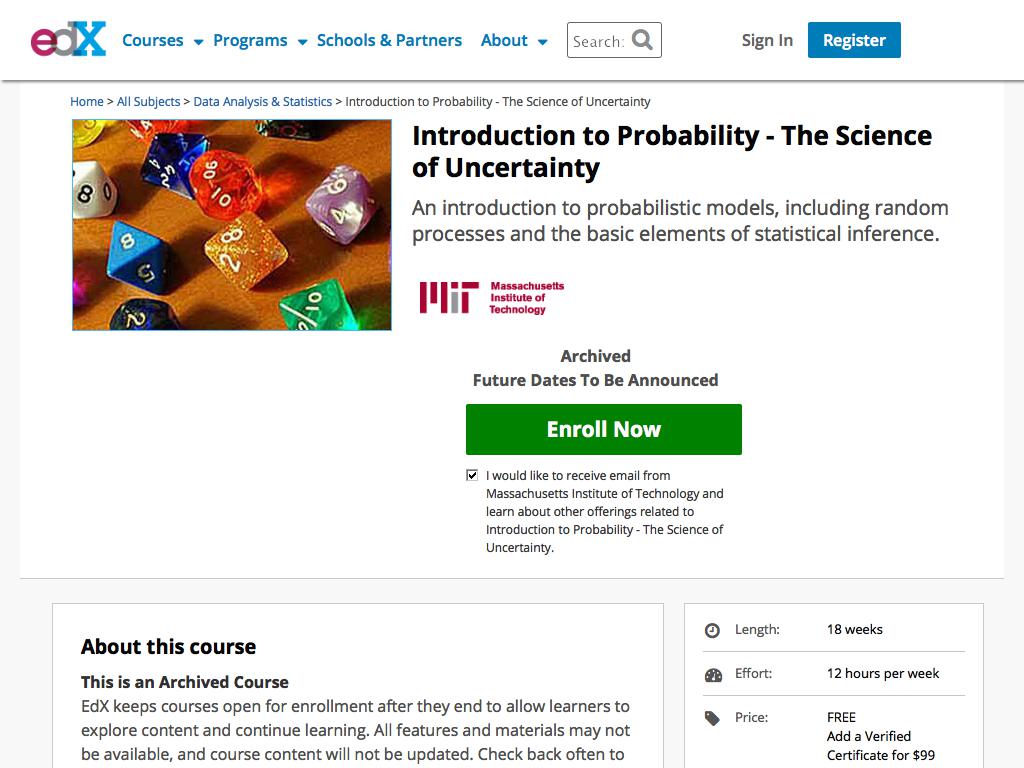 edX
Courses
Programs
Schools & Partners
About
Search:
Sign In
Register
Home > All Subjects > Data Analysis & Statistics > Introduction to Probability - The Science of Uncertainty
Introduction to Probability - The Science
of Uncertainty
An introduction to probabilistic models, including random
processes and the basic elements of statistical inference.
MIT
Massachusetts
Institute of
Technology
Archived
Future Dates To Be Announced
Enroll Now
I would like to receive email from
Massachusetts Institute of Technology and
learn about other offerings related to
Introduction to Probability - The Science of
Uncertainty.
About this course
This is an Archived Course
EdX keeps courses open for enrollment after they end to allow learners to
explore content and continue learning. All features and materials may not
be available, and course content will not be updated. Check back often to
Length: 18 weeks
Effort: 12 hours per week
Price: FREE
Add a Verified
Certificate for $99